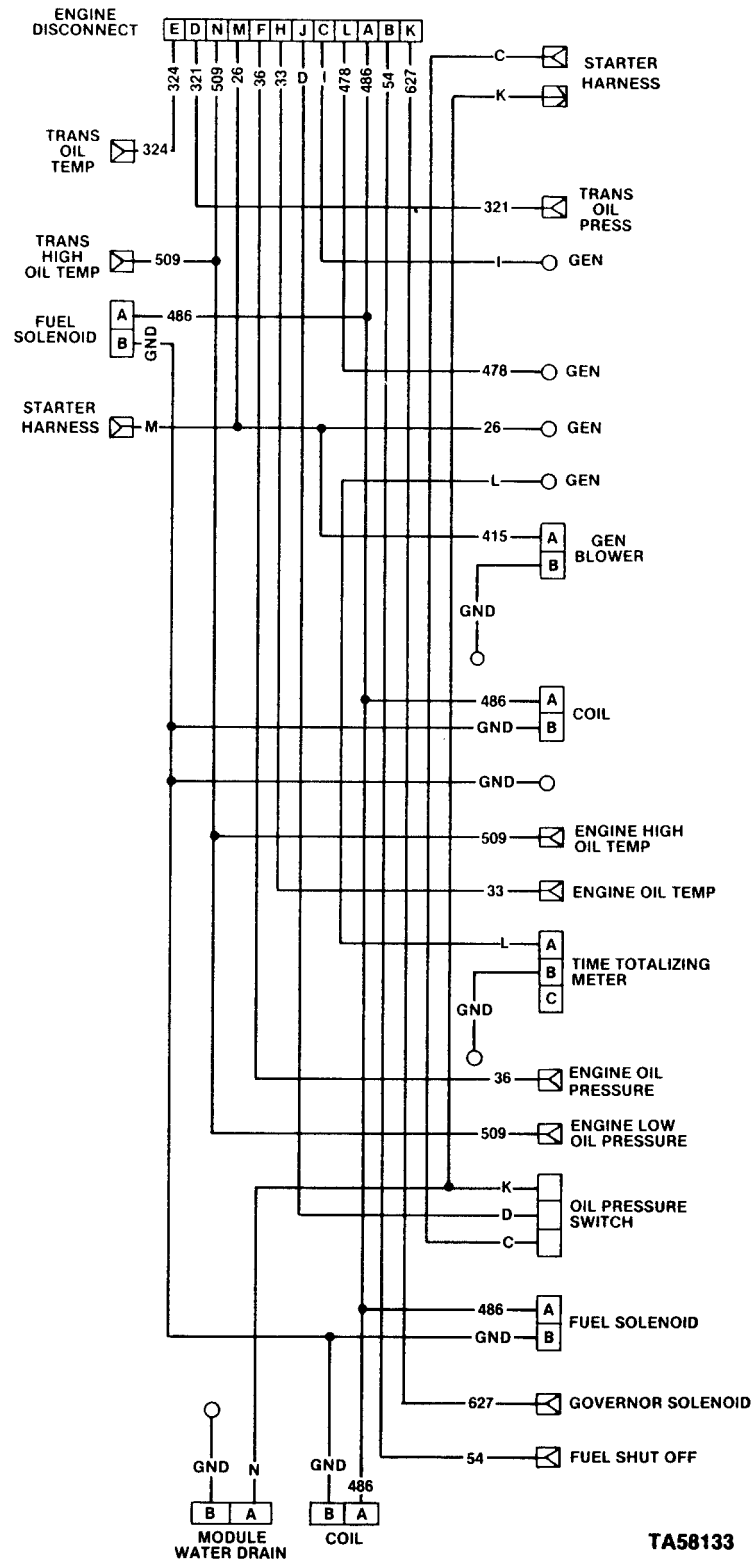 ENGINE
DISCONNECT
E D N M F H J C L A B K
324 321 509 26 36 33 D I 478 486 54 627
C
STARTER
HARNESS
K
TRANS
OIL
TEMP
324
321
TRANS
OIL
PRESS
TRANS
HIGH
OIL TEMP
509
I GEN
FUEL
SOLENOID
A 486
B GND
478 GEN
STARTER
HARNESS
M
26 GEN
L GEN
415 A
B
GEN
BLOWER
GND
486 A
GND B
COIL
GND
509
ENGINE HIGH
OIL TEMP
33 ENGINE OIL TEMP
L A
B
C
TIME TOTALIZING
METER
GND
36
ENGINE OIL
PRESSURE
509
ENGINE LOW
OIL PRESSURE
K
D
C
OIL PRESSURE
SWITCH
486 A
GND B
FUEL SOLENOID
627 GOVERNOR SOLENOID
54 FUEL SHUT OFF
GND N GND 486
B A B A
MODULE
WATER DRAIN
COIL
TA58133